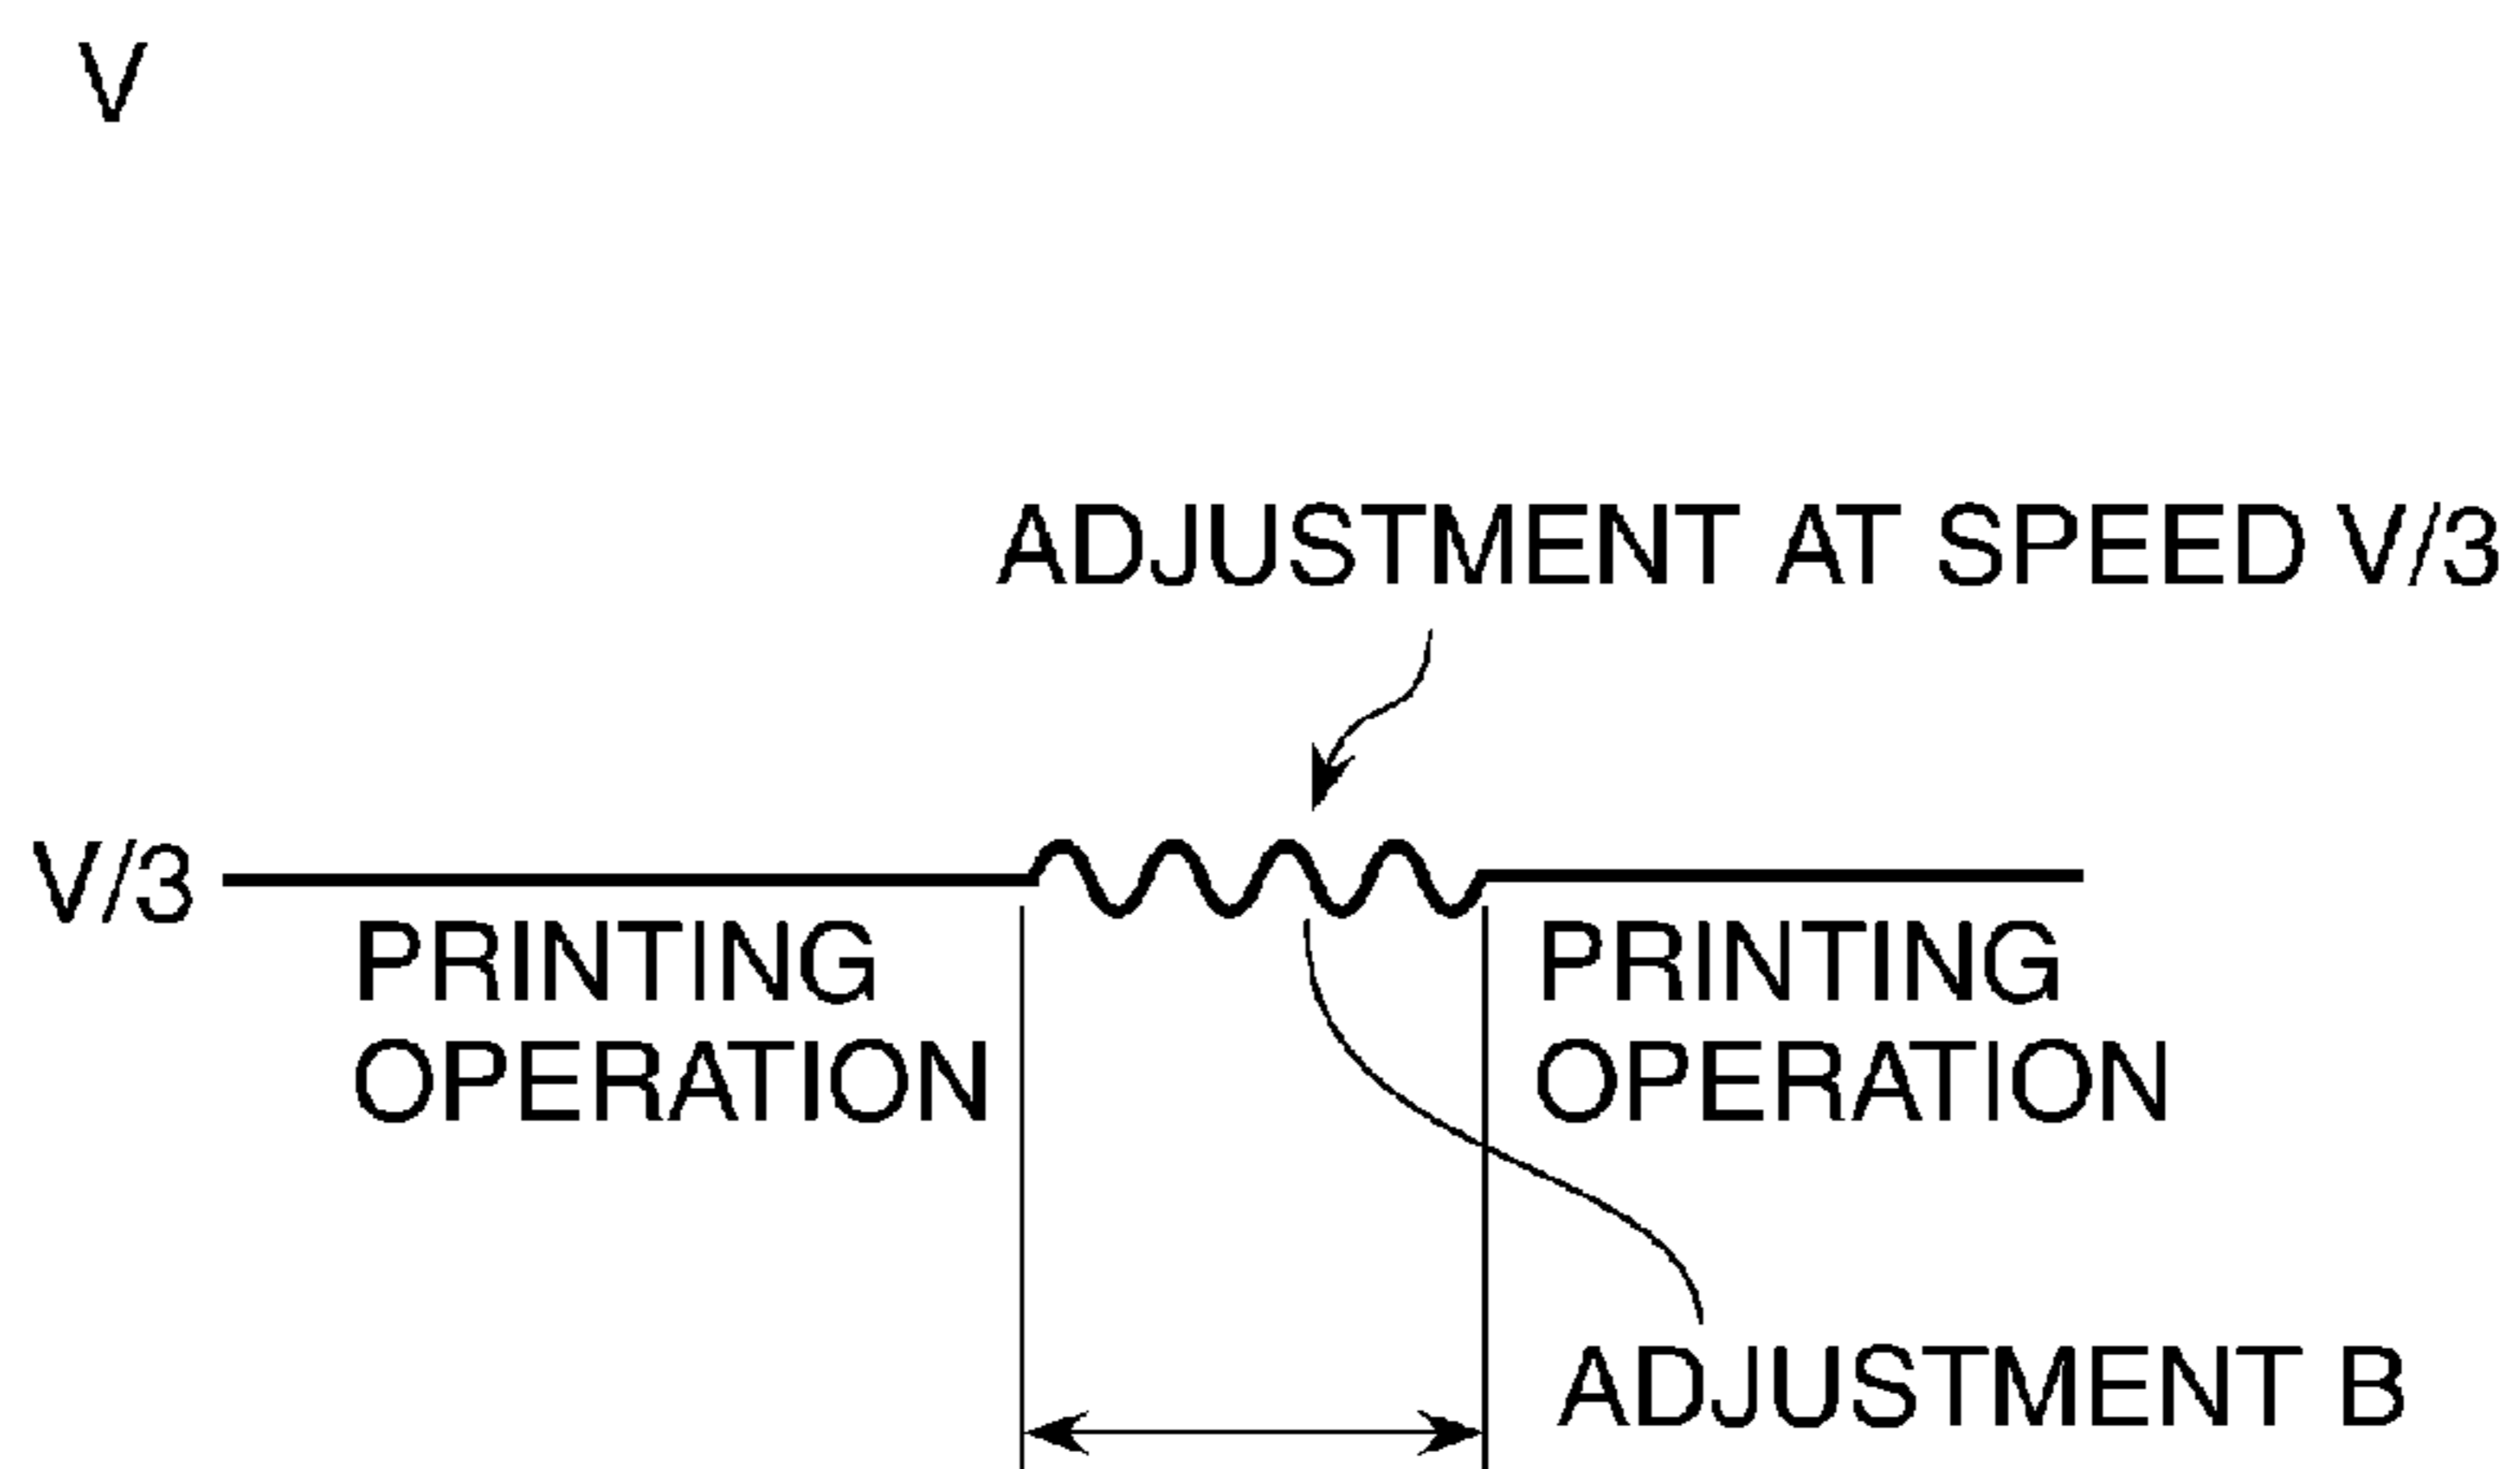 V
ADJUSTMENT AT SPEED V/3
V/3
PRINTING
OPERATION
PRINTING
OPERATION
ADJUSTMENT B